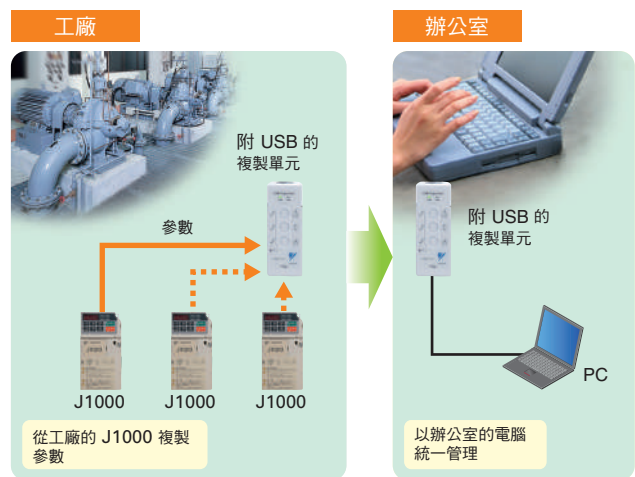 工廠
附 USB 的
複製單元
參數
J1000
J1000
J1000
從工廠的 J1000 複製
參數
辦公室
附 USB 的
複製單元
PC
以辦公室的電腦
統一管理